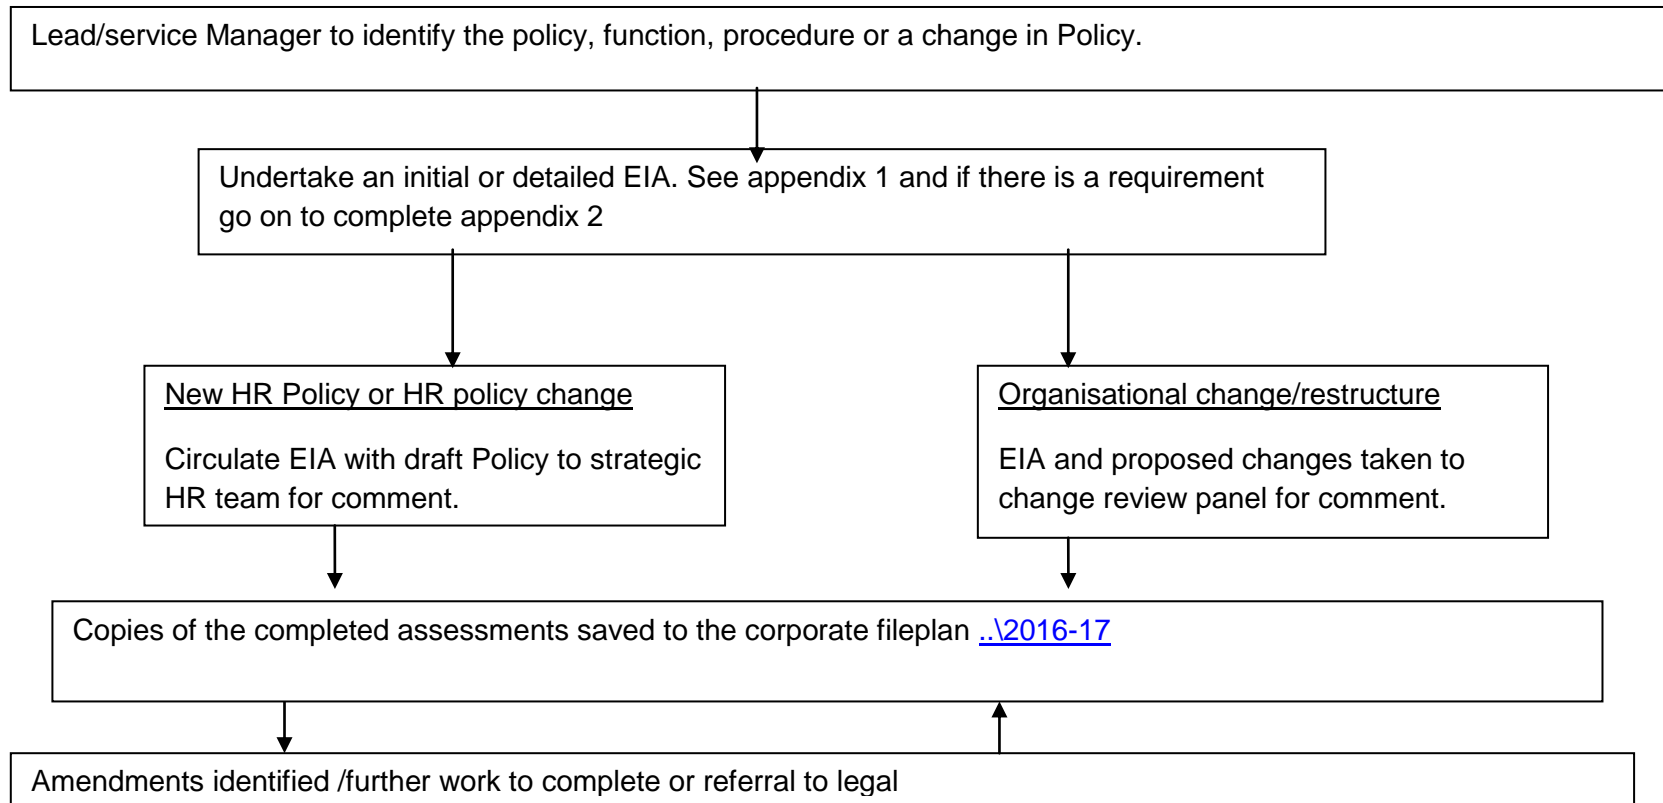 Lead/service Manager to identify the policy, function, procedure or a change in Policy.
Undertake an initial or detailed EIA. See appendix 1 and if there is a requirement
go on to complete appendix 2
New HR Policy or HR policy change
Circulate EIA with draft Policy to strategic
HR team for comment.
Organisational change/restructure
EIA and proposed changes taken to
change review panel for comment.
Copies of the completed assessments saved to the corporate fileplan ..\2016-17
Amendments identified /further work to complete or referral to legal